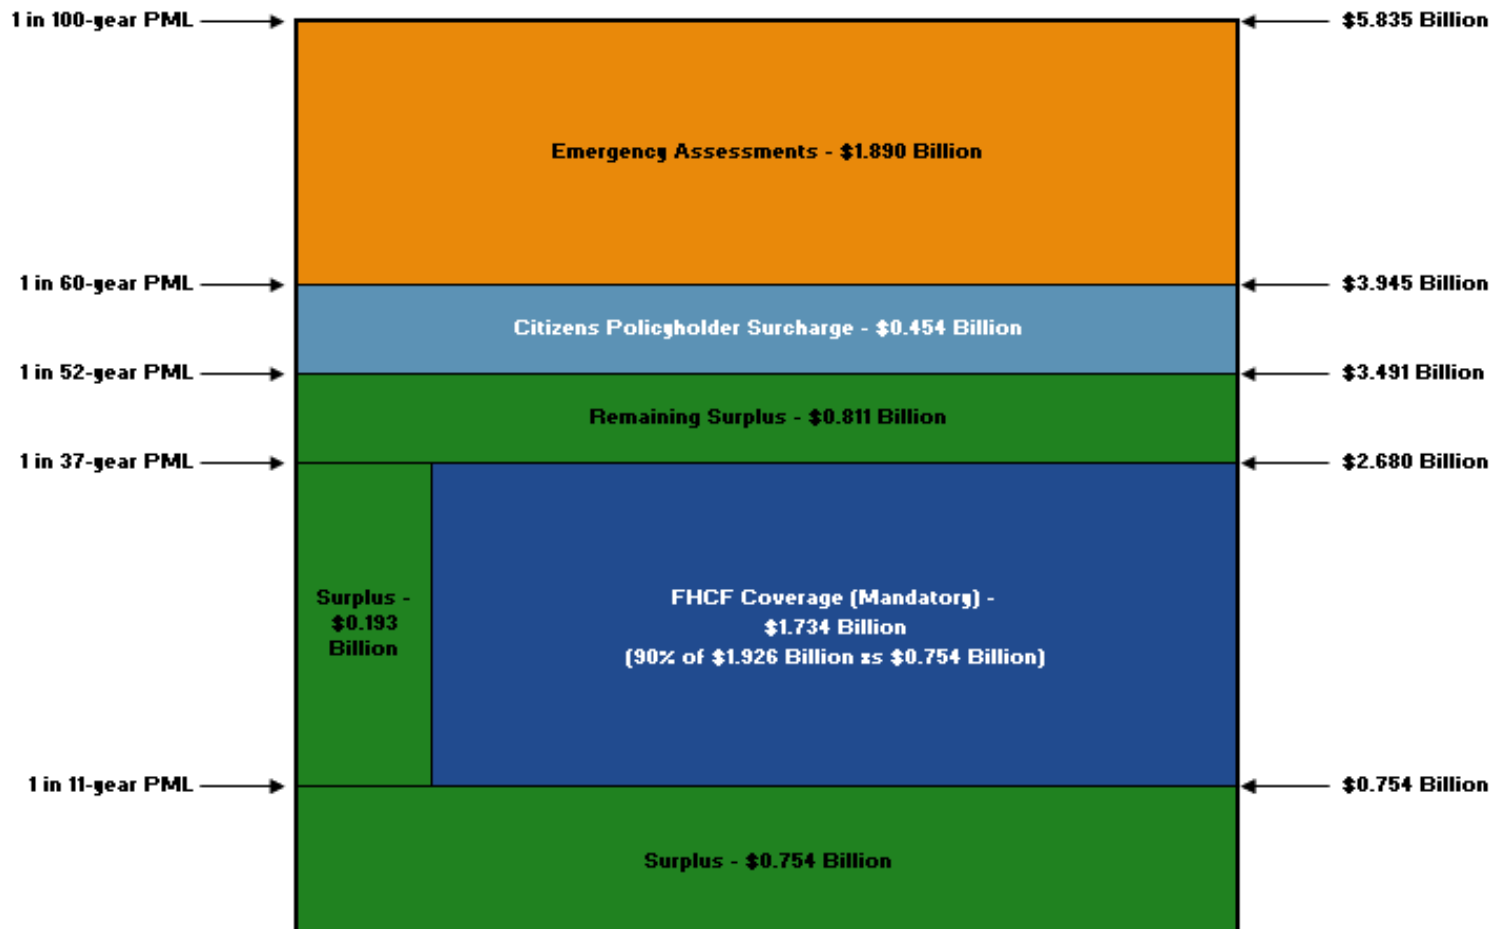 1 in 100-year PML
$5.835 Billion
Emergency Assessments - $1.890 Billion
1 in 60-year PML
$3.945 Billion
Citizens Policyholder Surcharge - $0.454 Billion
1 in 52-year PML
$3.491 Billion
Remaining Surplus - $0.811 Billion
1 in 37-year PML
$2.680 Billion
Surplus -
$0.193
Billion
FHCF Coverage (Mandatory) -
$1.734 Billion
(90% of $1.926 Billion xs $0.754 Billion)
1 in 11-year PML
$0.754 Billion
Surplus - $0.754 Billion